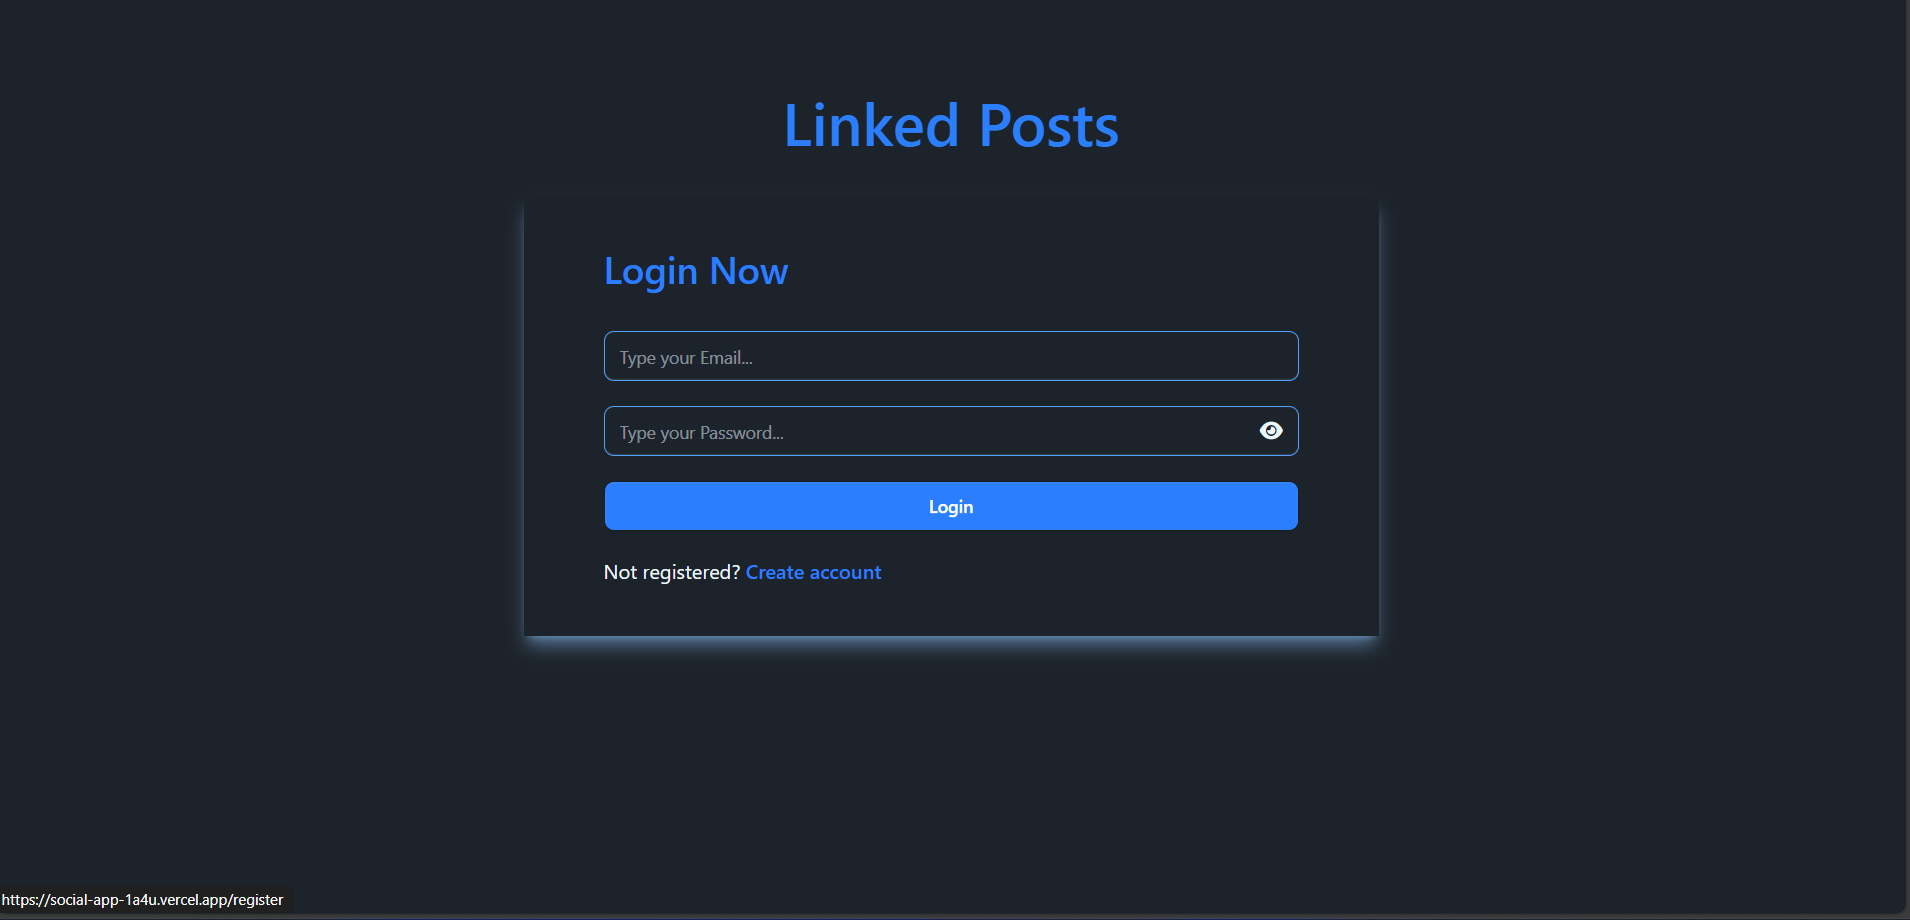 Linked Posts
Login Now
Type your Email...
Type your Password...
Login
Not registered? Create account
https://social-app-1a4u.vercel.app/register